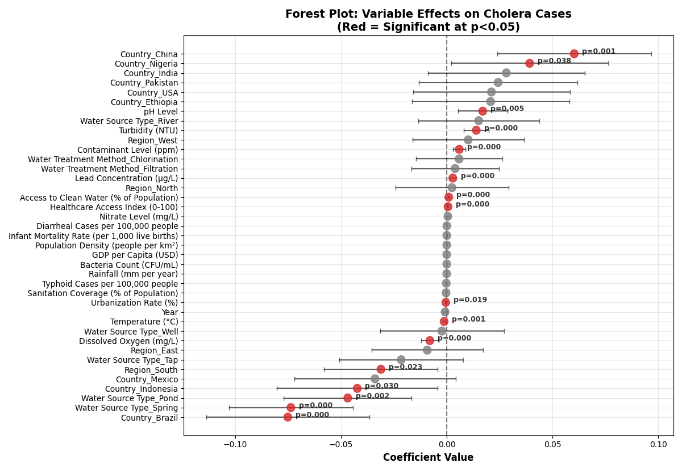 Forest Plot: Variable Effects on Cholera Cases
(Red = Significant at p<0.05)
Country_China
p=0.001
Country_Nigeria
p=0.038
Country_India
Country_Pakistan
Country_USA
Country_Ethiopia
pH Level
p=0.005
Water Source Type_River
Turbidity (NTU)
p=0.000
Region_West
Contaminant Level (ppm)
p=0.000
Water Treatment Method_Chlorination
Water Treatment Method_Filtration
Lead Concentration (µg/L)
p=0.000
Region_North
Access to Clean Water (% of Population)
p=0.000
Healthcare Access Index (0-100)
p=0.000
Nitrate Level (mg/L)
Diarrheal Cases per 100,000 people
Infant Mortality Rate (per 1,000 live births)
Population Density (people per km²)
GDP per Capita (USD)
Bacteria Count (CFU/mL)
Rainfall (mm per year)
Typhoid Cases per 100,000 people
Sanitation Coverage (% of Population)
Urbanization Rate (%)
p=0.019
Year
Temperature (°C)
p=0.001
Water Source Type_Well
Dissolved Oxygen (mg/L)
p=0.000
Region_East
Water Source Type_Tap
Region_South
p=0.023
Country_Mexico
Country_Indonesia
p=0.030
Water Source Type_Pond
p=0.002
Water Source Type_Spring
p=0.000
Country_Brazil
p=0.000
−0.10
−0.05
0.00
0.05
0.10
Coefficient Value